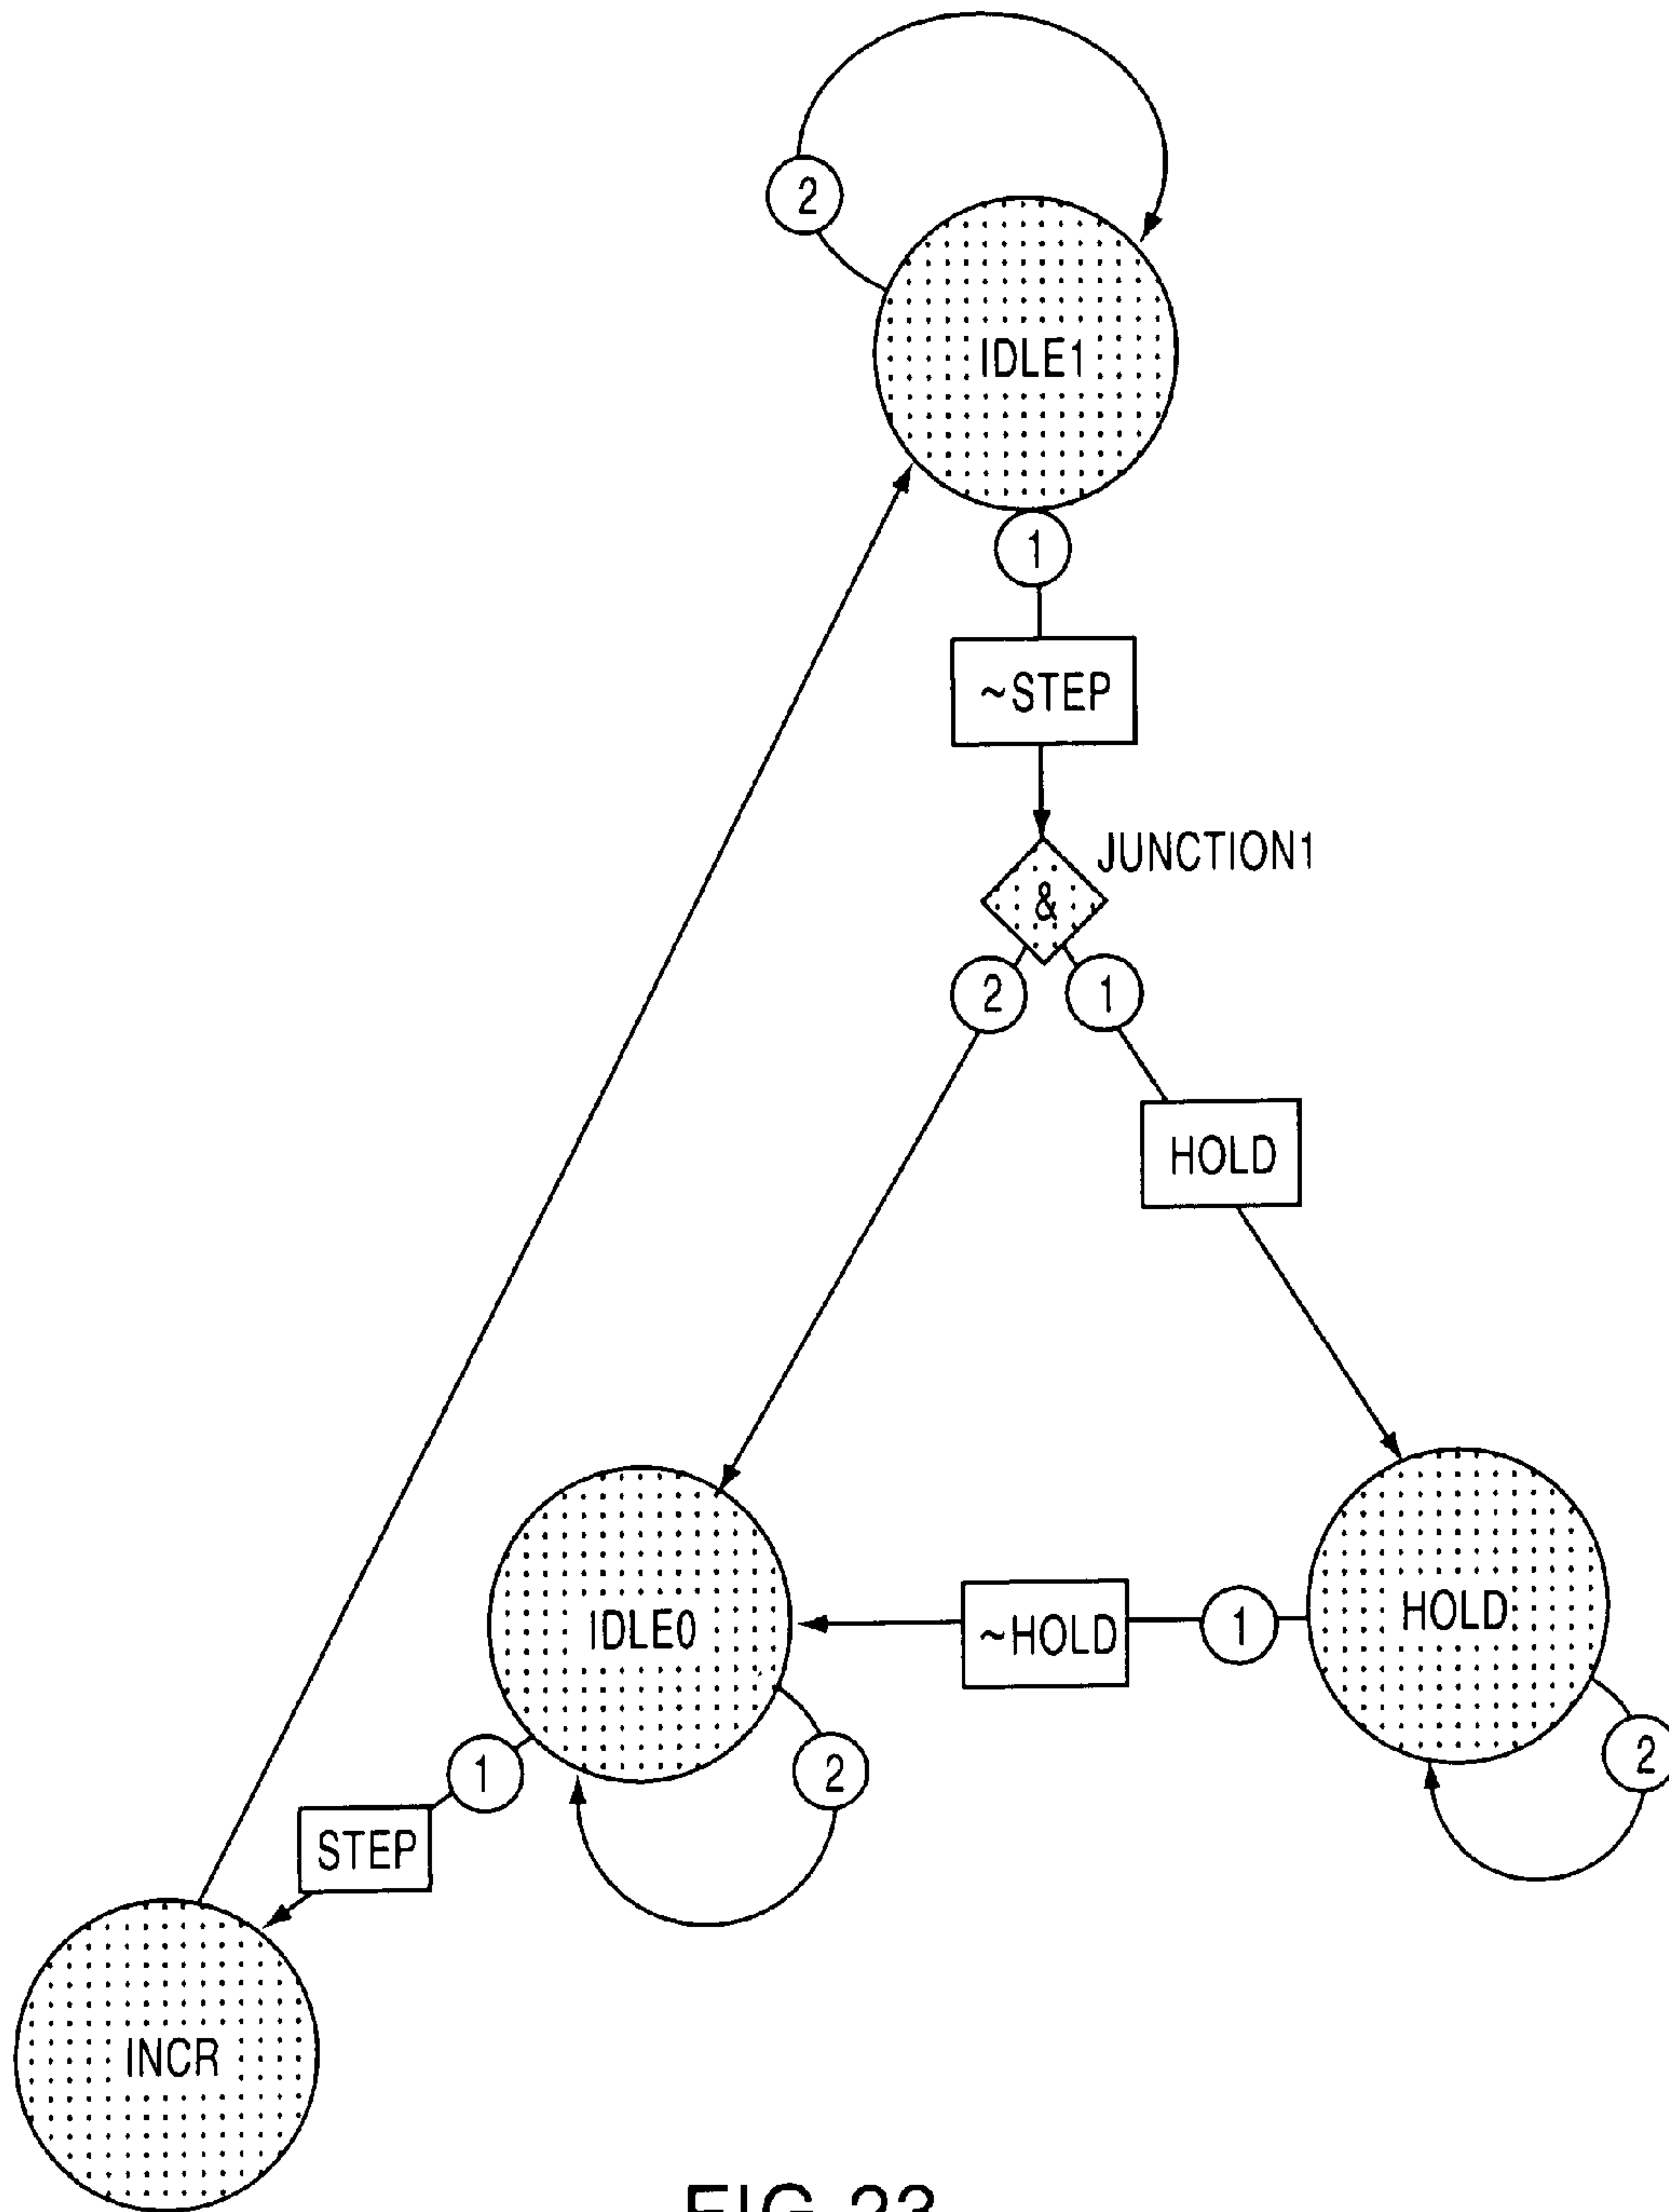 2
IDLE1
1
~STEP
JUNCTION1
&
2
1
HOLD
IDLE0
~HOLD
1
HOLD
1
2
2
STEP
INCR
FIG. 23